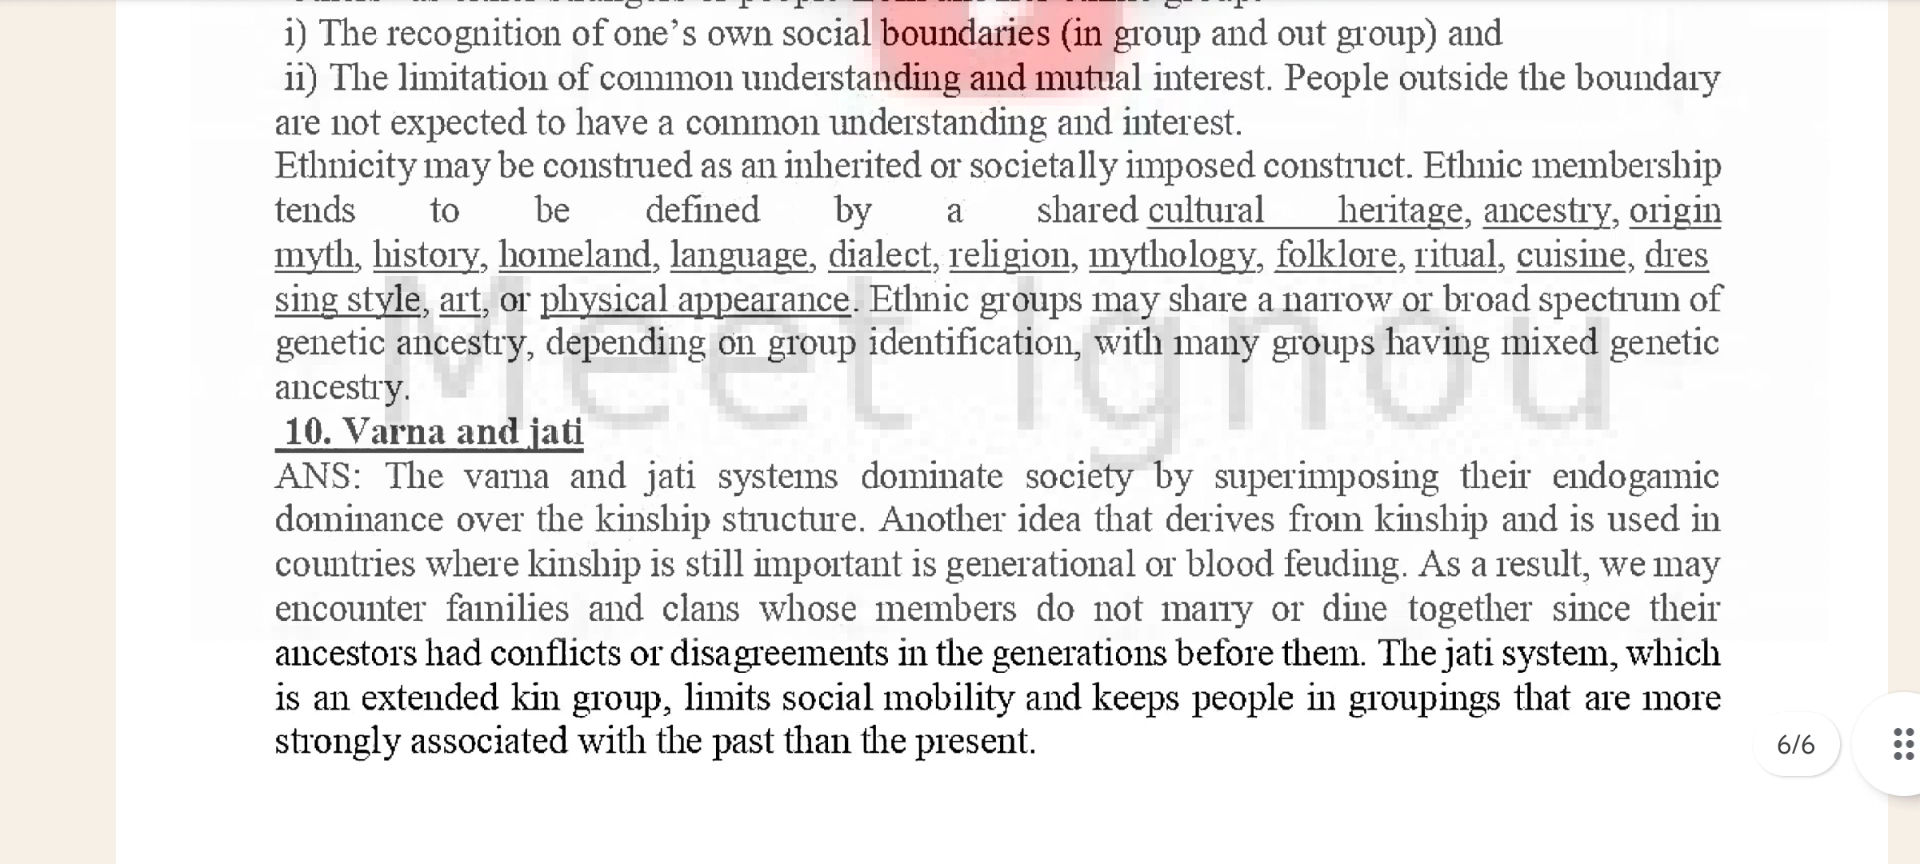 i) The recognition of one's own social boundaries (in group and out group) and
ii) The limitation of common understanding and mutual interest. People outside the boundary
are not expected to have a common understanding and interest.
Ethnicity may be construed as an inherited or societally imposed construct. Ethnic membership
tends to be defined by a shared cultural heritage, ancestry, origin
myth, history, homeland, language, dialect, religion, mythology, folklore, ritual, cuisine, dres
sing style, art, or physical appearance. Ethnic groups may share a narrow or broad spectrum of
genetic ancestry, depending on group identification, with many groups having mixed genetic
ancestry.
Meet Ignou
10. Varna and jati
ANS: The varna and jati systems dominate society by superimposing their endogamic
dominance over the kinship structure. Another idea that derives from kinship and is used in
countries where kinship is still important is generational or blood feuding. As a result, we may
encounter families and clans whose members do not marry or dine together since their
ancestors had conflicts or disagreements in the generations before them. The jati system, which
is an extended kin group, limits social mobility and keeps people in groupings that are more
strongly associated with the past than the present.
6/6